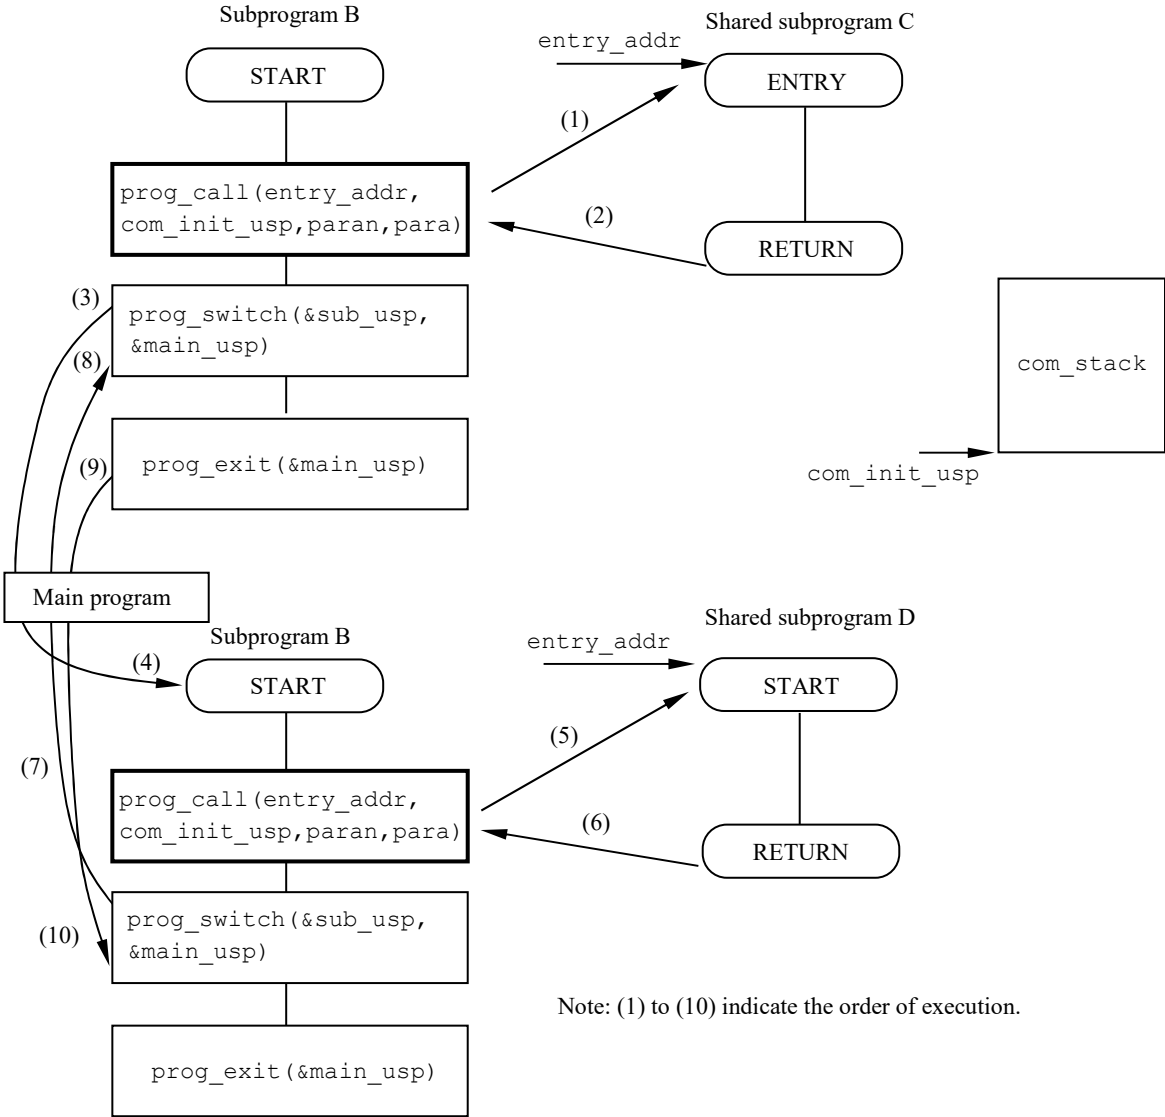 Subprogram B
Shared subprogram C
entry_addr
START
ENTRY
(1)
prog_call(entry_addr,
com_init_usp,paran,para)
(2)
RETURN
(3)
prog_switch(&sub_usp,
&main_usp)
(8)
com_stack
(9)
prog_exit(&main_usp)
com_init_usp
Main program
Shared subprogram D
Subprogram B
entry_addr
(4)
START
START
(5)
(7)
prog_call(entry_addr,
com_init_usp,paran,para)
(6)
RETURN
prog_switch(&sub_usp,
&main_usp)
(10)
Note: (1) to (10) indicate the order of execution.
prog_exit(&main_usp)